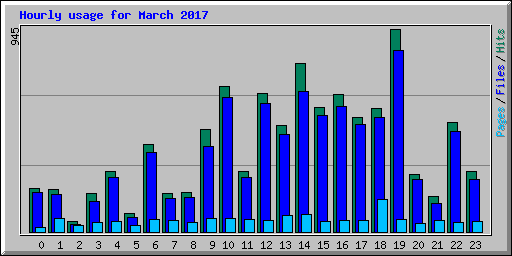 Hourly usage for March 2017
945
Pages/Files/Hits
0 1 2 3 4 5 6 7 8 9 10 11 12 13 14 15 16 17 18 19 20 21 22 23